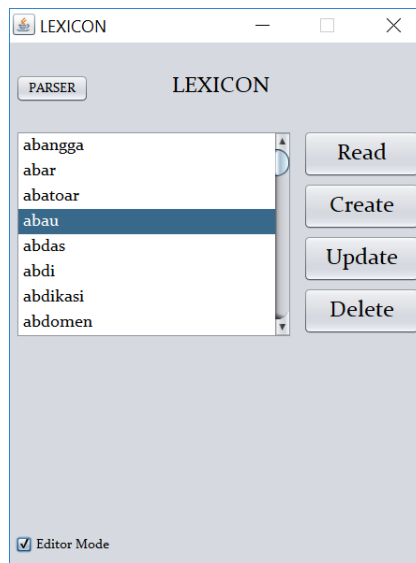 LEXICON
PARSER
LEXICON
abangga
abar
abatoar
abau
abdas
abdi
abdikasi
abdomen
Read
Create
Update
Delete
Editor Mode